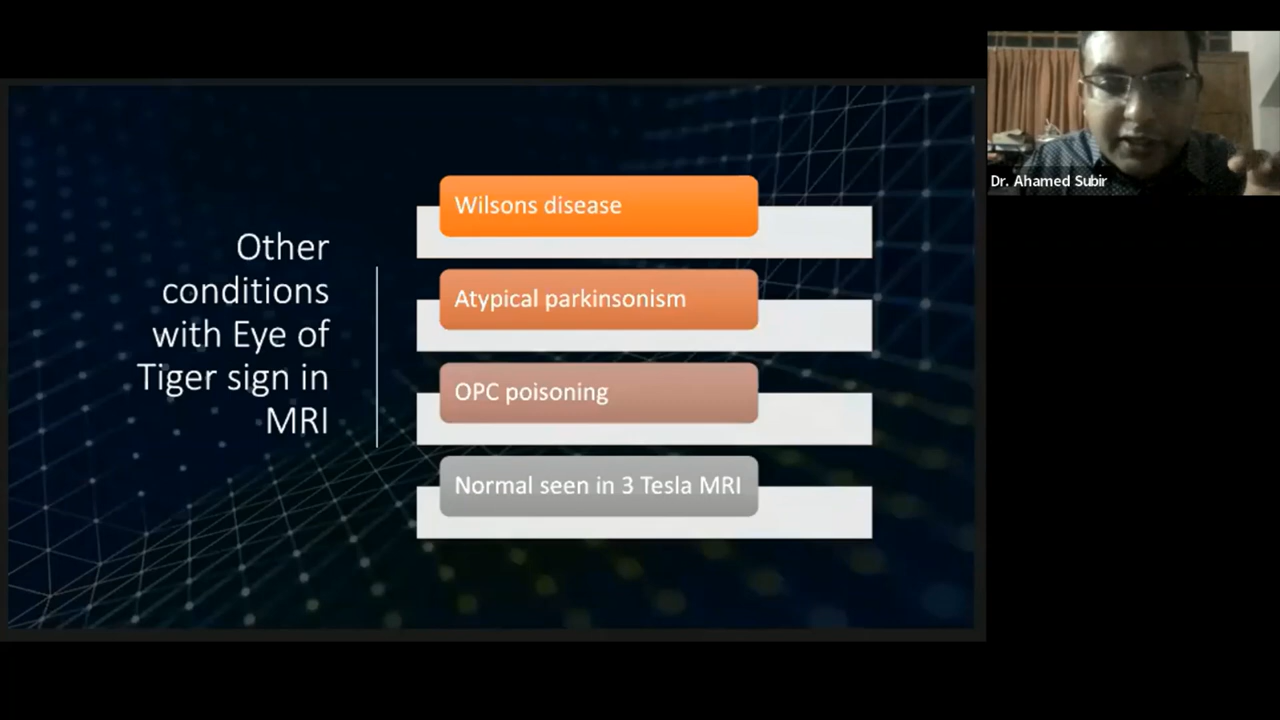 Other
conditions
with Eye of
Tiger sign in
MRI
Wilsons disease
Atypical parkinsonism
OPC poisoning
Normal seen in 3 Tesla MRI
Dr. Ahamed Subir